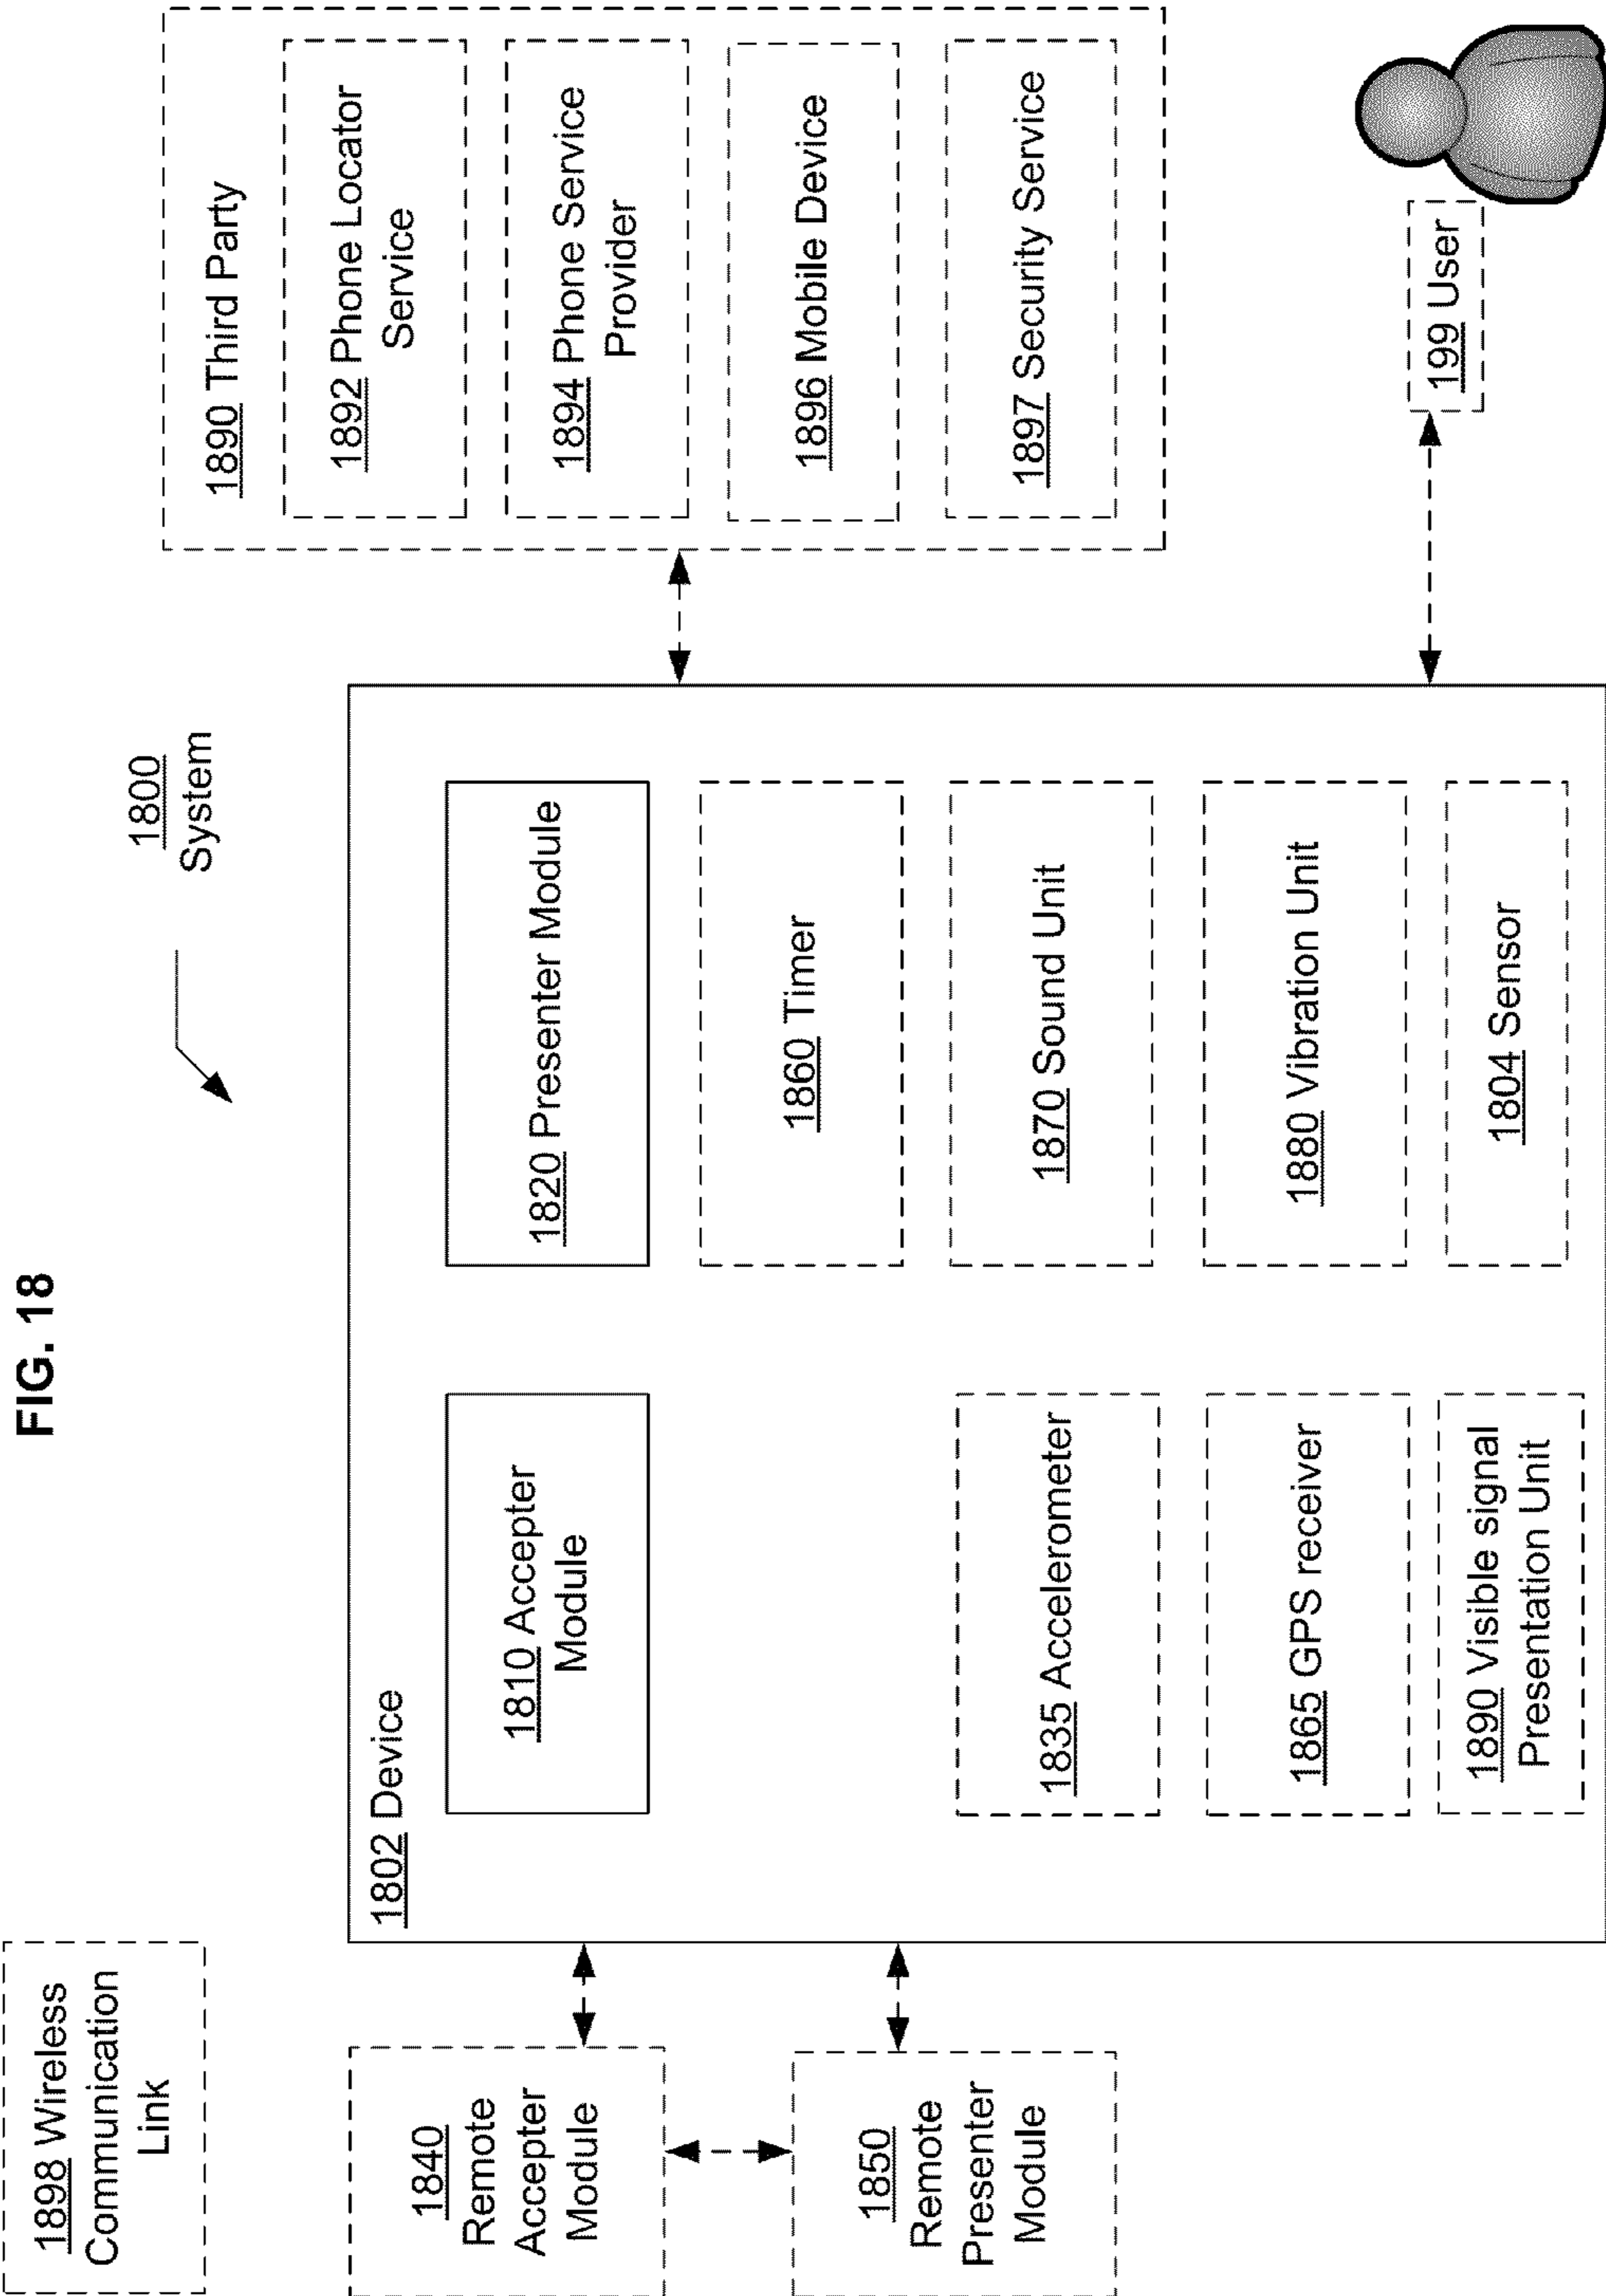 FIG. 18
1898 Wireless
Communication
Link
1800
System
1840
Remote
Accepter
Module
1850
Remote
Presenter
Module
1802 Device
1810 Accepter
Module
1820 Presenter Module
1860 Timer
1835 Accelerometer
1870 Sound Unit
1865 GPS receiver
1880 Vibration Unit
1890 Visible signal
Presentation Unit
1804 Sensor
1890 Third Party
1892 Phone Locator
Service
1894 Phone Service
Provider
1896 Mobile Device
1897 Security Service
199 User